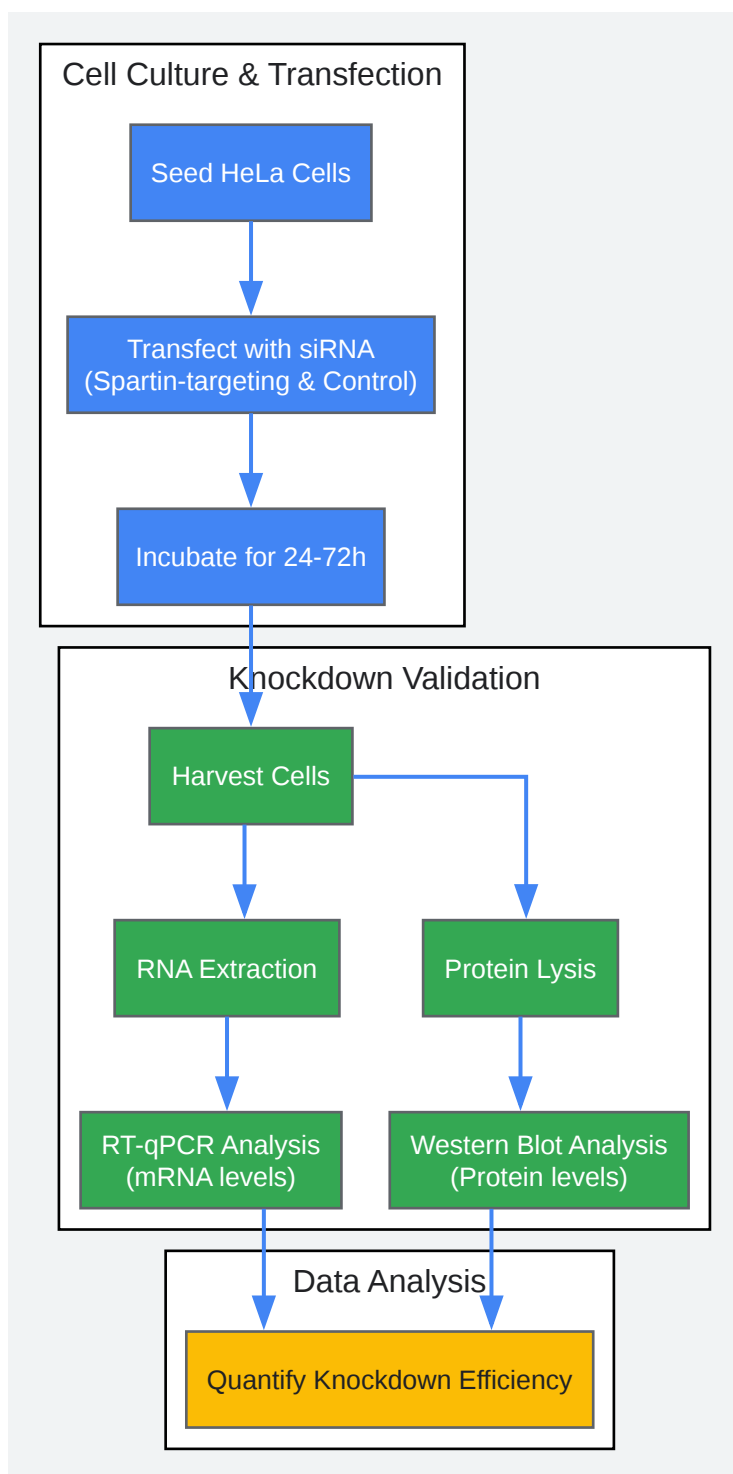 Cell Culture & Transfection
Seed HeLa Cells
Transfect with siRNA
(Spartin-targeting & Control)
Incubate for 24-72h
Knockdown Validation
Harvest Cells
RNA Extraction
Protein Lysis
RT-qPCR Analysis
(mRNA levels)
Western Blot Analysis
(Protein levels)
Data Analysis
Quantify Knockdown Efficiency